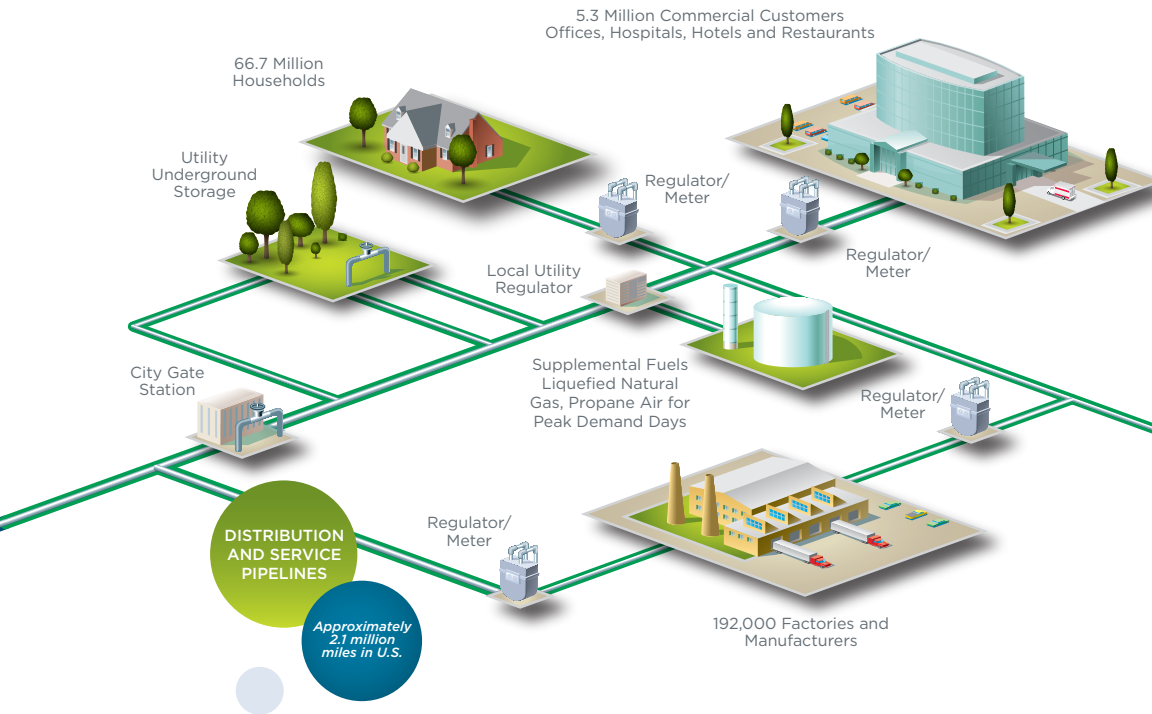 5.3 Million Commercial Customers
Offices, Hospitals, Hotels and Restaurants
66.7 Million
Households
Utility
Underground
Storage
Regulator/
Meter
Regulator/
Meter
Local Utility
Regulator
City Gate
Station
Supplemental Fuels
Liquefied Natural
Gas, Propane Air for
Peak Demand Days
Regulator/
Meter
DISTRIBUTION
AND SERVICE
PIPELINES
Regulator/
Meter
Approximately
2.1 million
miles in U.S.
192,000 Factories and
Manufacturers